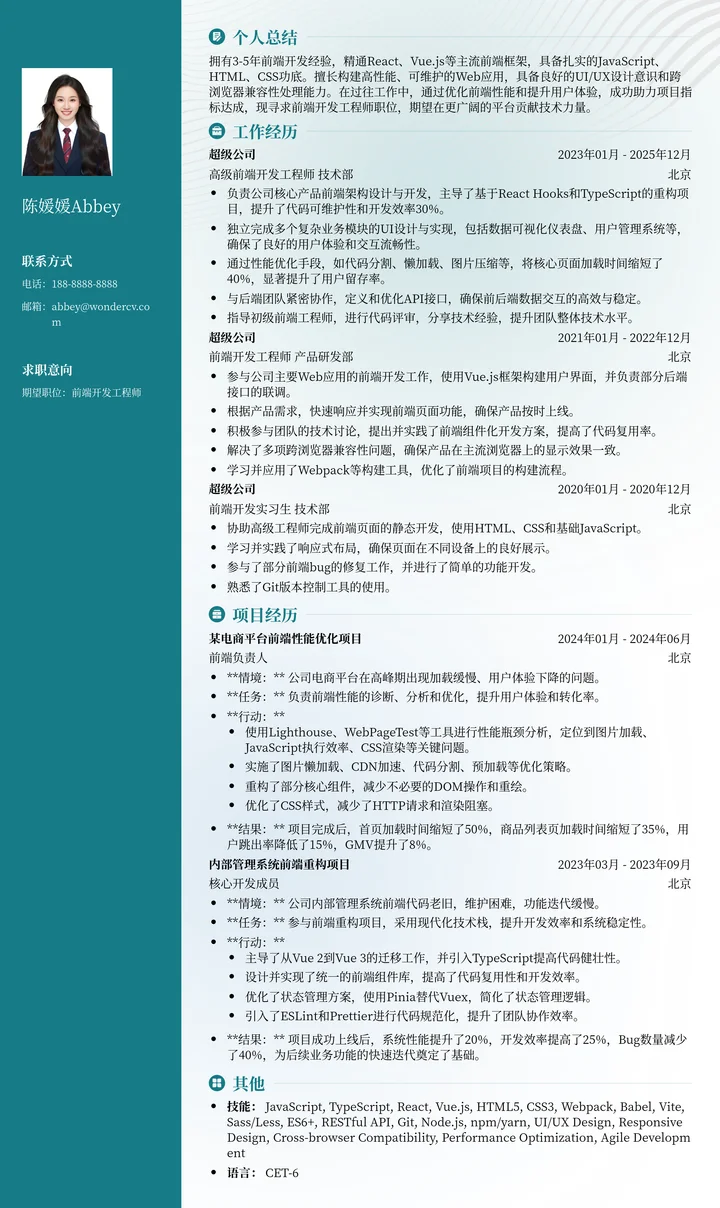 陈媛媛Abbey
联系方式
电话：188-8888-8888
邮箱：abbey@wondercv.co
m
求职意向
期望职位：前端开发工程师
个人总结
拥有3-5年前端开发经验，精通React、Vue.js等主流前端框架，具备扎实的JavaScript、
HTML、CSS功底。擅长构建高性能、可维护的Web应用，具备良好的UI/UX设计意识和跨
浏览器兼容性处理能力。在过往工作中，通过优化前端性能和提升用户体验，成功助力项目指
标达成，现寻求前端开发工程师职位，期望在更广阔的平台贡献技术力量。
工作经历
超级公司 2023年01月 - 2025年12月
高级前端开发工程师 技术部 北京
• 负责公司核心产品前端架构设计与开发，主导了基于React Hooks和TypeScript的重构项
目，提升了代码可维护性和开发效率30%。
• 独立完成多个复杂业务模块的UI设计与实现，包括数据可视化仪表盘、用户管理系统等，
确保了良好的用户体验和交互流畅性。
• 通过性能优化手段，如代码分割、懒加载、图片压缩等，将核心页面加载时间缩短了
40%，显著提升了用户留存率。
• 与后端团队紧密协作，定义和优化API接口，确保前后端数据交互的高效与稳定。
• 指导初级前端工程师，进行代码评审，分享技术经验，提升团队整体技术水平。
超级公司 2021年01月 - 2022年12月
前端开发工程师 产品研发部 北京
• 参与公司主要Web应用的前端开发工作，使用Vue.js框架构建用户界面，并负责部分后端
接口的联调。
• 根据产品需求，快速响应并实现前端页面功能，确保产品按时上线。
• 积极参与团队的技术讨论，提出并实践了前端组件化开发方案，提高了代码复用率。
• 解决了多项跨浏览器兼容性问题，确保产品在主流浏览器上的显示效果一致。
• 学习并应用了Webpack等构建工具，优化了前端项目的构建流程。
超级公司 2020年01月 - 2020年12月
前端开发实习生 技术部 北京
• 协助高级工程师完成前端页面的静态开发，使用HTML、CSS和基础JavaScript。
• 学习并实践了响应式布局，确保页面在不同设备上的良好展示。
• 参与了部分前端bug的修复工作，并进行了简单的功能开发。
• 熟悉了Git版本控制工具的使用。
项目经历
某电商平台前端性能优化项目 2024年01月 - 2024年06月
前端负责人 北京
• **情境：** 公司电商平台在高峰期出现加载缓慢、用户体验下降的问题。
• **任务：** 负责前端性能的诊断、分析和优化，提升用户体验和转化率。
• **行动：**
• 使用Lighthouse、WebPageTest等工具进行性能瓶颈分析，定位到图片加载、
JavaScript执行效率、CSS渲染等关键问题。
• 实施了图片懒加载、CDN加速、代码分割、预加载等优化策略。
• 重构了部分核心组件，减少不必要的DOM操作和重绘。
• 优化了CSS样式，减少了HTTP请求和渲染阻塞。
• **结果：** 项目完成后，首页加载时间缩短了50%，商品列表页加载时间缩短了35%，用
户跳出率降低了15%，GMV提升了8%。
内部管理系统前端重构项目 2023年03月 - 2023年09月
核心开发成员 北京
• **情境：** 公司内部管理系统前端代码老旧，维护困难，功能迭代缓慢。
• **任务：** 参与前端重构项目，采用现代化技术栈，提升开发效率和系统稳定性。
• **行动：**
• 主导了从Vue 2到Vue 3的迁移工作，并引入TypeScript提高代码健壮性。
• 设计并实现了统一的前端组件库，提高了代码复用性和开发效率。
• 优化了状态管理方案，使用Pinia替代Vuex，简化了状态管理逻辑。
• 引入了ESLint和Prettier进行代码规范化，提升了团队协作效率。
• **结果：** 项目成功上线后，系统性能提升了20%，开发效率提高了25%，Bug数量减少
了40%，为后续业务功能的快速迭代奠定了基础。
其他
• 技能： JavaScript, TypeScript, React, Vue.js, HTML5, CSS3, Webpack, Babel, Vite,
Sass/Less, ES6+, RESTful API, Git, Node.js, npm/yarn, UI/UX Design, Responsive
Design, Cross-browser Compatibility, Performance Optimization, Agile Developm
ent
• 语言： CET-6